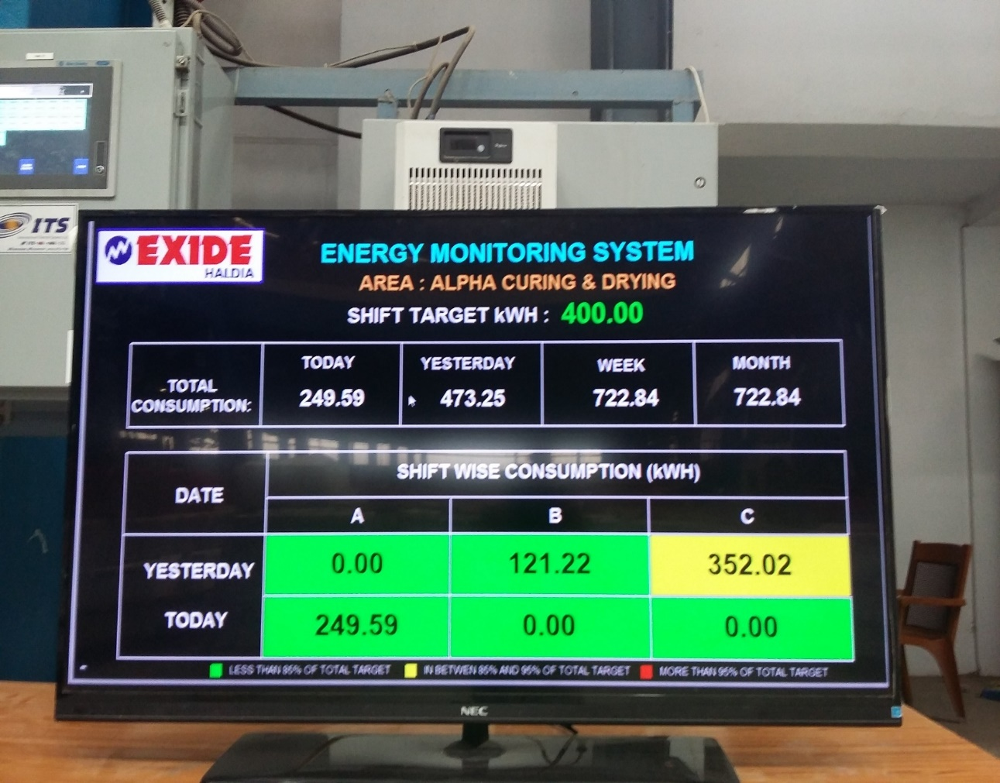 ITS
EXIDE
HALDIA
ENERGY MONITORING SYSTEM
AREA : ALPHA CURING & DRYING
SHIFT TARGET kWH : 400.00
TODAY YESTERDAY WEEK MONTH
TOTAL CONSUMPTION: 249.59 473.25 722.84 722.84
SHIFT WISE CONSUMPTION (kWH)
DATE
A B C
YESTERDAY 0.00 121.22 352.02
TODAY 249.59 0.00 0.00
LESS THAN 85% OF TOTAL TARGET IN BETWEN 85% AND 95% OF TOTAL TARGET MORE THAN 95% OF TOTAL TARGET
NEC